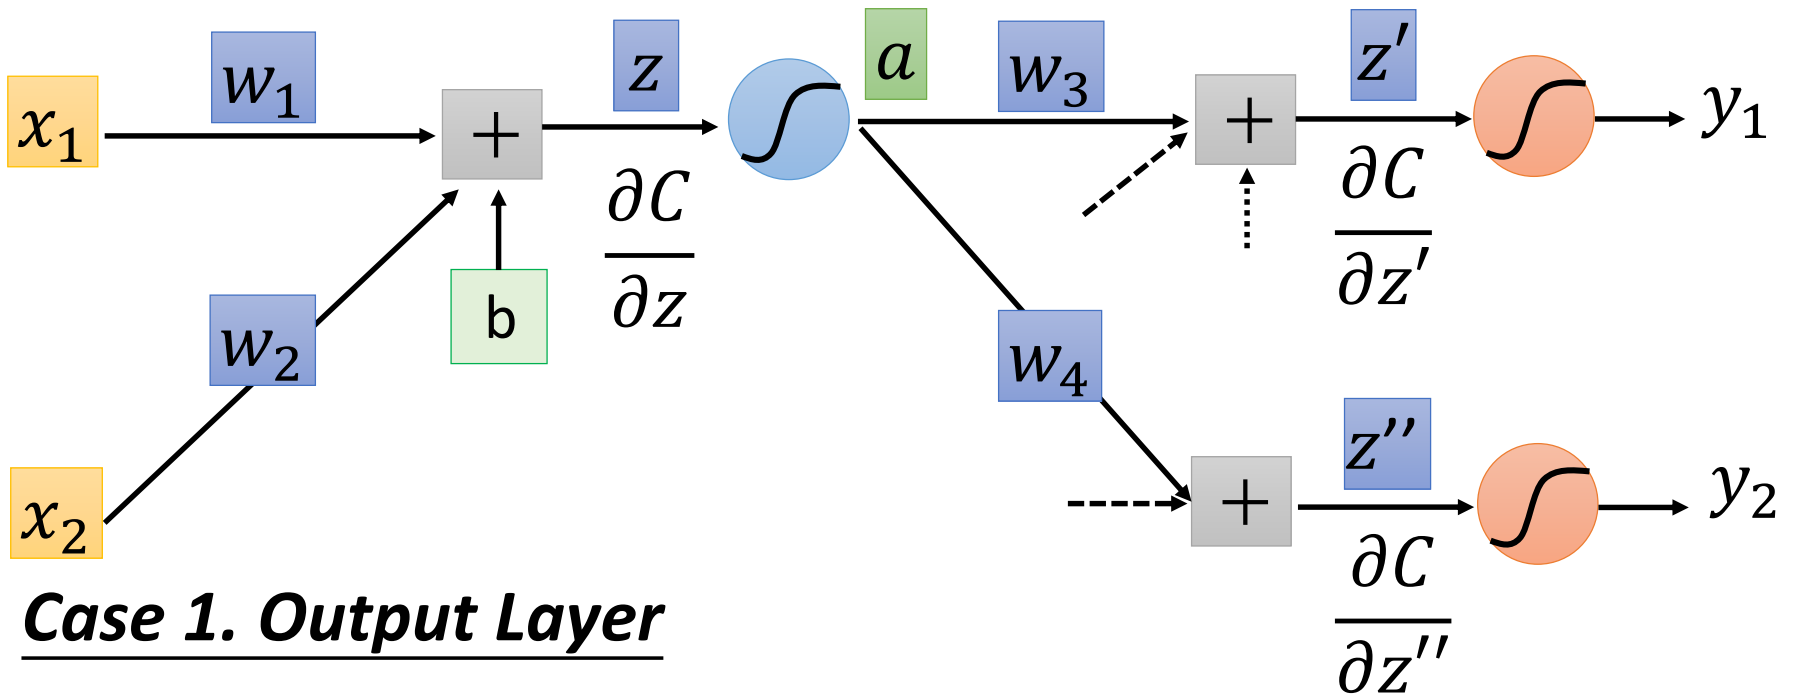 x₁ w₁ + z a w₃ + z′ y₁
∂C/∂z ∂C/∂z′
x₂ w₂ b w₄ + z′′ y₂
∂C/∂z′′
Case 1. Output Layer